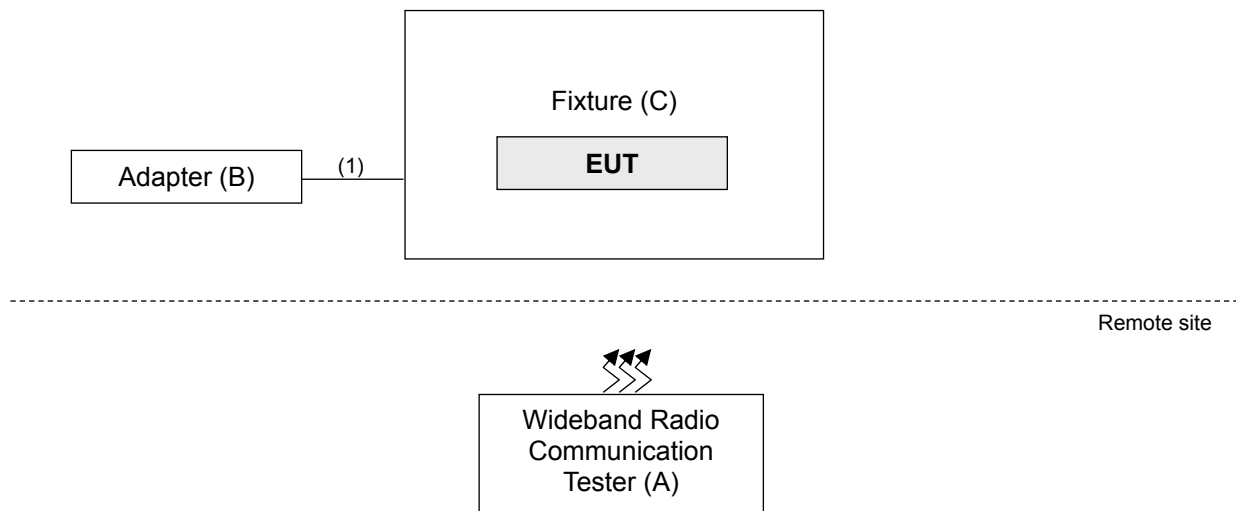 Fixture (C)
EUT
Adapter (B)
(1)
Remote site
Wideband Radio
Communication
Tester (A)